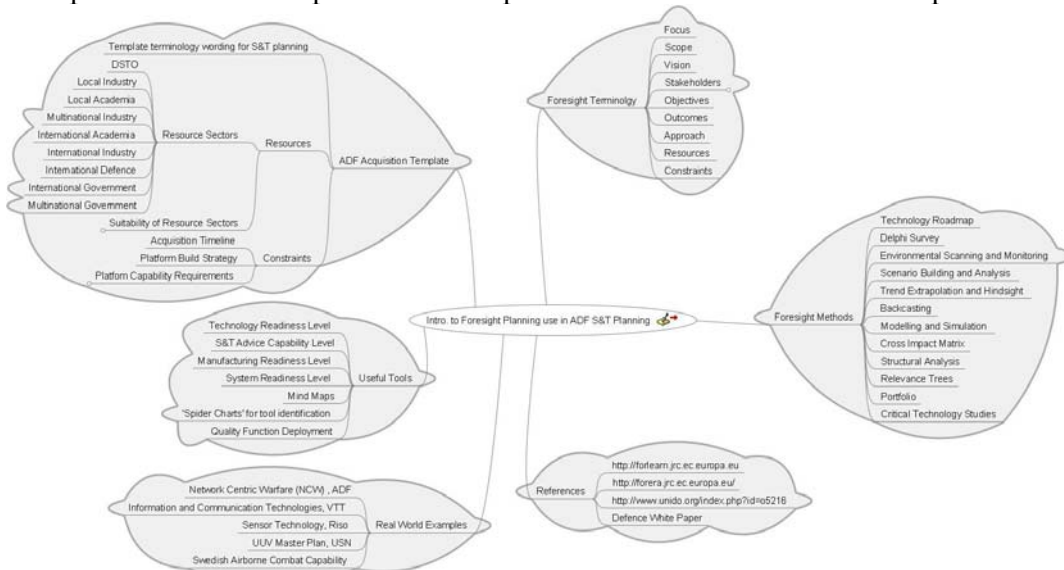 Template terminology wording for S&T planning
DSTO
Local Industry
Local Academia
Multinational Industry
International Academia
International Industry
International Defence
International Government
Multinational Government
Resource Sectors
Suitability of Resource Sectors
Resources
Acquisition Timeline
Platform Build Strategy
Platform Capability Requirements
Constraints
ADF Acquisition Template
Foresight Terminolgy
Focus
Scope
Vision
Stakeholders
Objectives
Outcomes
Approach
Resources
Constraints
Intro. to Foresight Planning use in ADF S&T Planning
Foresight Methods
Technology Roadmap
Delphi Survey
Environmental Scanning and Monitoring
Scenario Building and Analysis
Trend Extrapolation and Hindsight
Backcasting
Modelling and Simulation
Cross Impact Matrix
Structural Analysis
Relevance Trees
Portfolio
Critical Technology Studies
Technology Readiness Level
S&T Advice Capability Level
Manufacturing Readiness Level
System Readiness Level
Mind Maps
'Spider Charts' for tool identification
Quality Function Deployment
Useful Tools
Network Centric Warfare (NCW) , ADF
Information and Communication Technologies, VTT
Sensor Technology, Riso
UUV Master Plan, USN
Swedish Airborne Combat Capability
Real World Examples
References
http://forlearn.jrc.ec.europa.eu
http://forera.jrc.ec.europa.eu/
http://www.unido.org/index.php?id=o5216
Defence White Paper